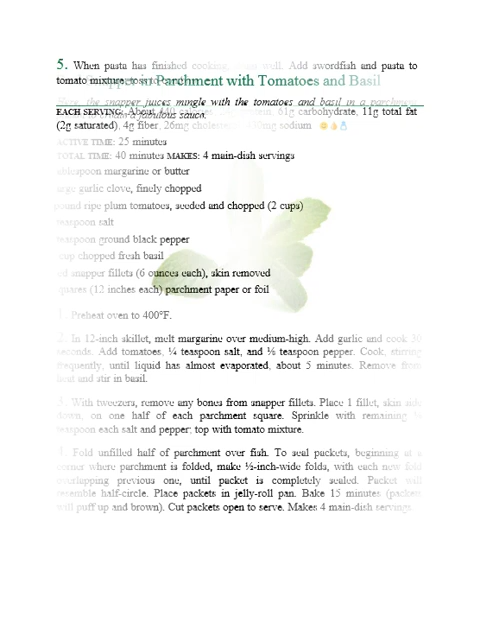 5. When pasta has finished cooking, well. Add swordfish and pasta to
tomato mixture; toss to
Snapper in Parchment with Tomatoes and Basil
Here, the snapper juices mingle with the tomatoes and basil in a parchment
a fabulous sauce.
EACH SERVING: About 61g carbohydrate, 11g total fat
(2g saturated), 4g fiber, 26mg sodium
ACTIVE TIME: 25 minutes
TOTAL TIME: 40 minutes MAKES: 4 main-dish servings
tablespoon margarine or butter
large garlic clove, finely chopped
pound ripe plum tomatoes, seeded and chopped (2 cups)
teaspoon salt
teaspoon ground black pepper
cup chopped fresh basil
red snapper fillets (6 ounces each), skin removed
squares (12 inches each) parchment paper or foil
1. Preheat oven to 400°F.
2. In 12-inch skillet, melt margarine over medium-high. Add garlic and cook 30
seconds. Add tomatoes, ¼ teaspoon salt, and ⅛ teaspoon pepper. Cook, stirring
frequently, until liquid has almost evaporated, about 5 minutes. Remove from
heat and stir in basil.
3. With tweezers, remove any bones from snapper fillets. Place 1 fillet, skin side
down, on one half of each parchment square. Sprinkle with remaining
teaspoon each salt and pepper; top with tomato mixture.
4. Fold unfilled half of parchment over fish. To seal packets, beginning at a
corner where parchment is folded, make ½-inch-wide folds, with each new fold
overlapping previous one, until packet is completely sealed. Packet will
resemble half-circle. Place packets in jelly-roll pan. Bake 15 minutes (packets
will puff up and brown). Cut packets open to serve. Makes 4 main-dish servings.